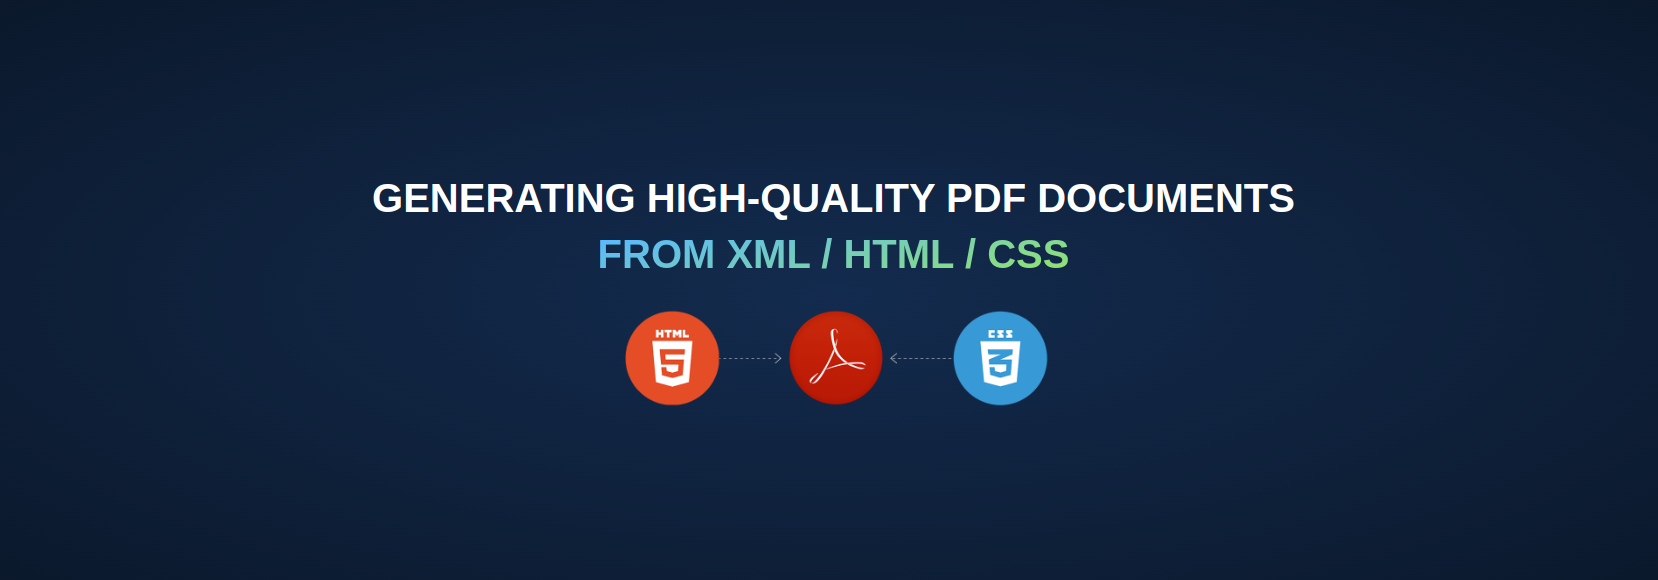 GENERATING HIGH-QUALITY PDF DOCUMENTS
FROM XML / HTML / CSS
HTML 5 CSS 3